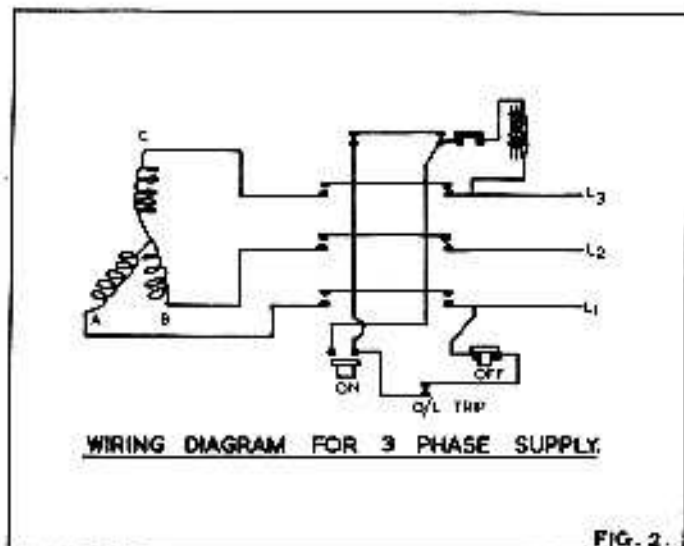 C
L3
L2
A B L1
ON OFF
O/L TRIP
WIRING DIAGRAM FOR 3 PHASE SUPPLY.
FIG. 2.